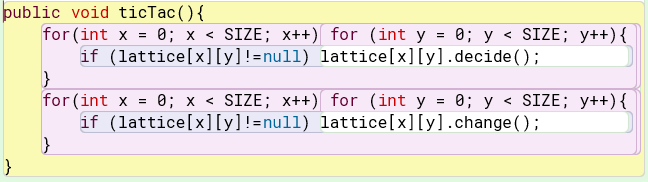 public void ticTac(){
for(int x = 0; x < SIZE; x++) for (int y = 0; y < SIZE; y++){
if (lattice[x][y]!=null) lattice[x][y].decide();
}
for(int x = 0; x < SIZE; x++) for (int y = 0; y < SIZE; y++){
if (lattice[x][y]!=null) lattice[x][y].change();
}
}